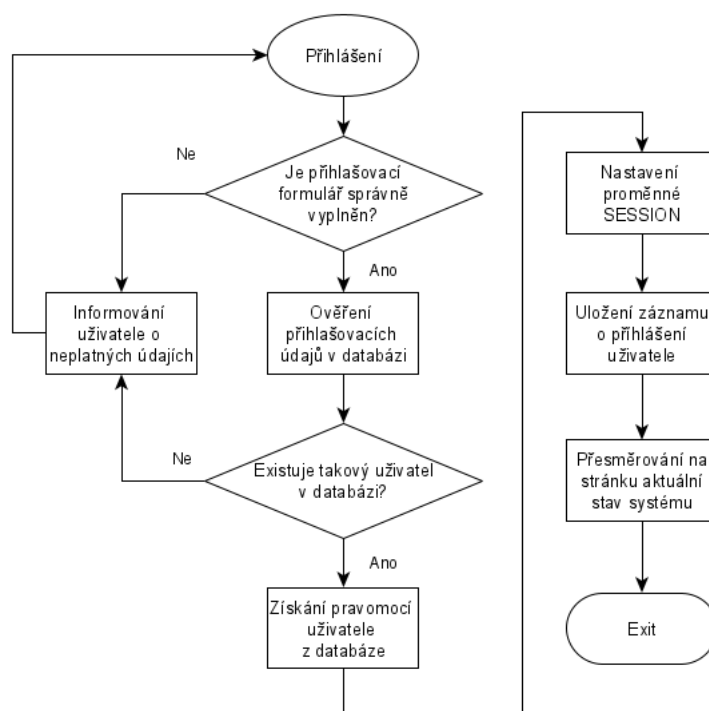 Přihlášení
Ne
Je přihlašovací
formulář správně
vyplněn?
Ano
Informování
uživatele o
neplatných údajích
Ověření
přihlašovacích
údajů v databázi
Ne
Existuje takový uživatel
v databázi?
Ano
Získání pravomocí
uživatele
z databáze
Nastavení
proměnné
SESSION
Uložení záznamu
o přihlášení
uživatele
Přesměrování na
stránku aktuální
stav systému
Exit